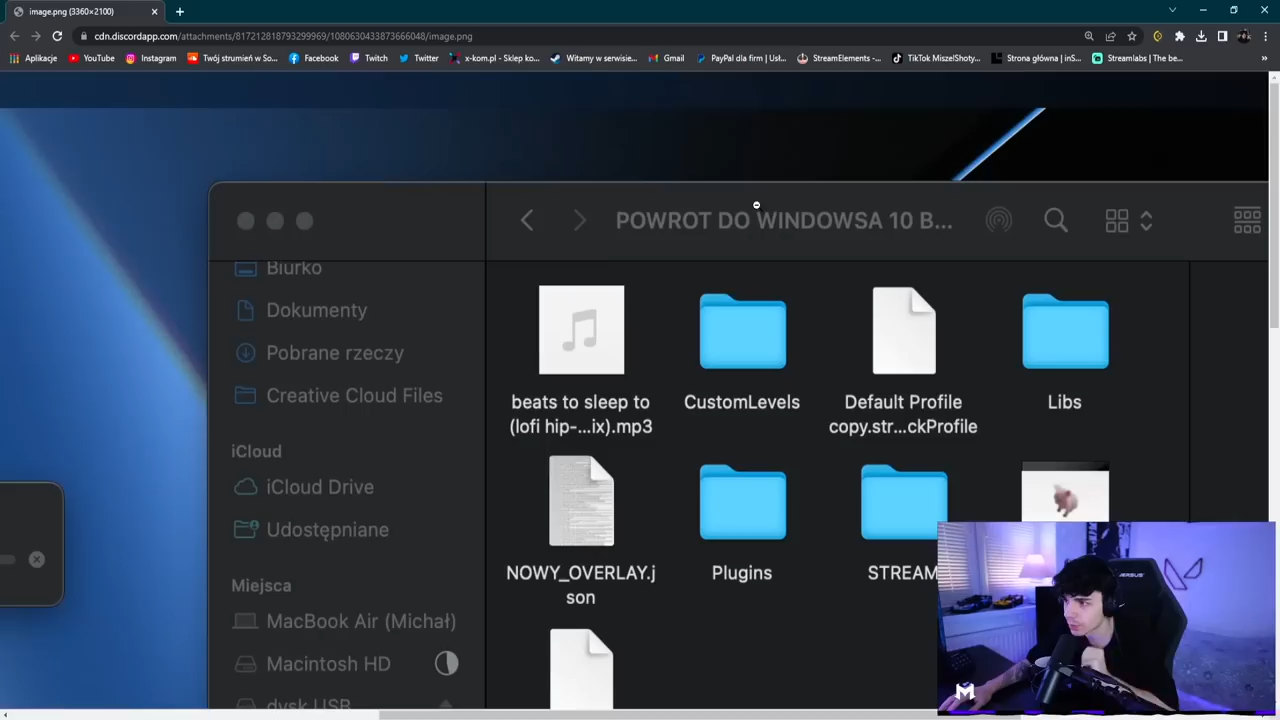 image.png (3360×2100)
cdn.discordapp.com/attachments/817212818793299969/1080630433873666048/image.png
Aplikacje YouTube Instagram Twój strumień w So... Facebook Twitch Twitter x-kom.pl - Sklep ko... Witamy w serwisie... Gmail PayPal dla firm | Usł... StreamElements -... TikTok MiszelShoty... Strona główna | inS... Streamlabs | The be...
POWROT DO WINDOWSA 10 B...
Biurko
Dokumenty
Pobrane rzeczy
Creative Cloud Files
iCloud
iCloud Drive
Udostępniane
Miejsca
MacBook Air (Michał)
Macintosh HD
dysk USB
beats to sleep to
(lofi hip-...ix).mp3
CustomLevels
Default Profile
copy.str...ckProfile
Libs
NOWY_OVERLAY.j
son
Plugins
STREAM
M